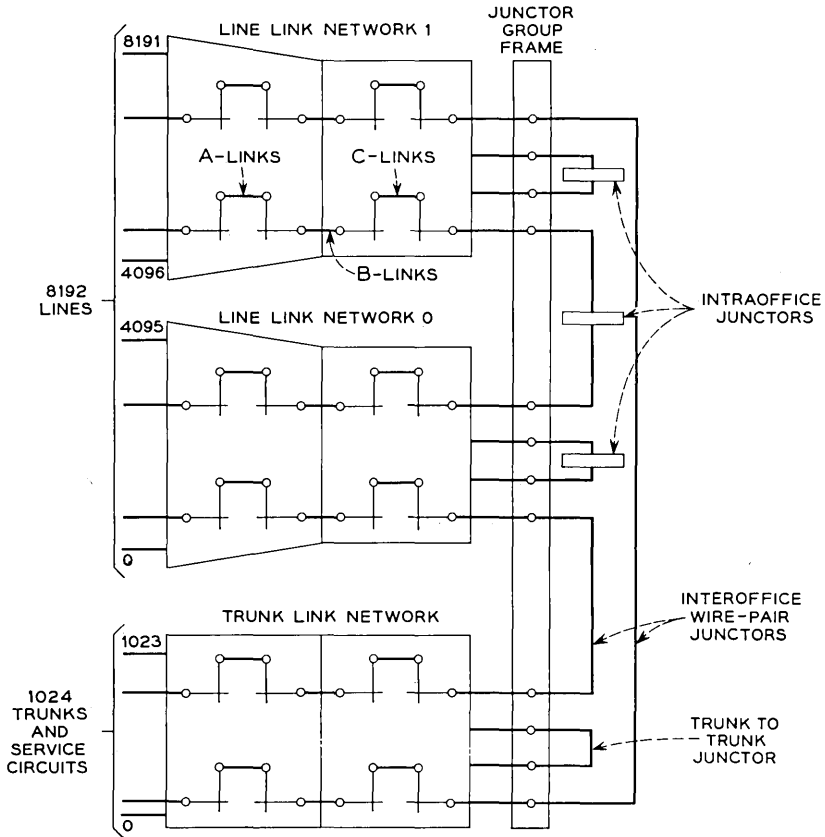 LINE LINK NETWORK 1
JUNCTOR
GROUP
FRAME
8191
A-LINKS
C-LINKS
B-LINKS
4096
8192
LINES
INTRAOFFICE
JUNCTORS
LINE LINK NETWORK 0
4095
0
TRUNK LINK NETWORK
INTEROFFICE
WIRE-PAIR
JUNCTORS
1023
1024
TRUNKS
AND
SERVICE
CIRCUITS
TRUNK TO
TRUNK
JUNCTOR
0